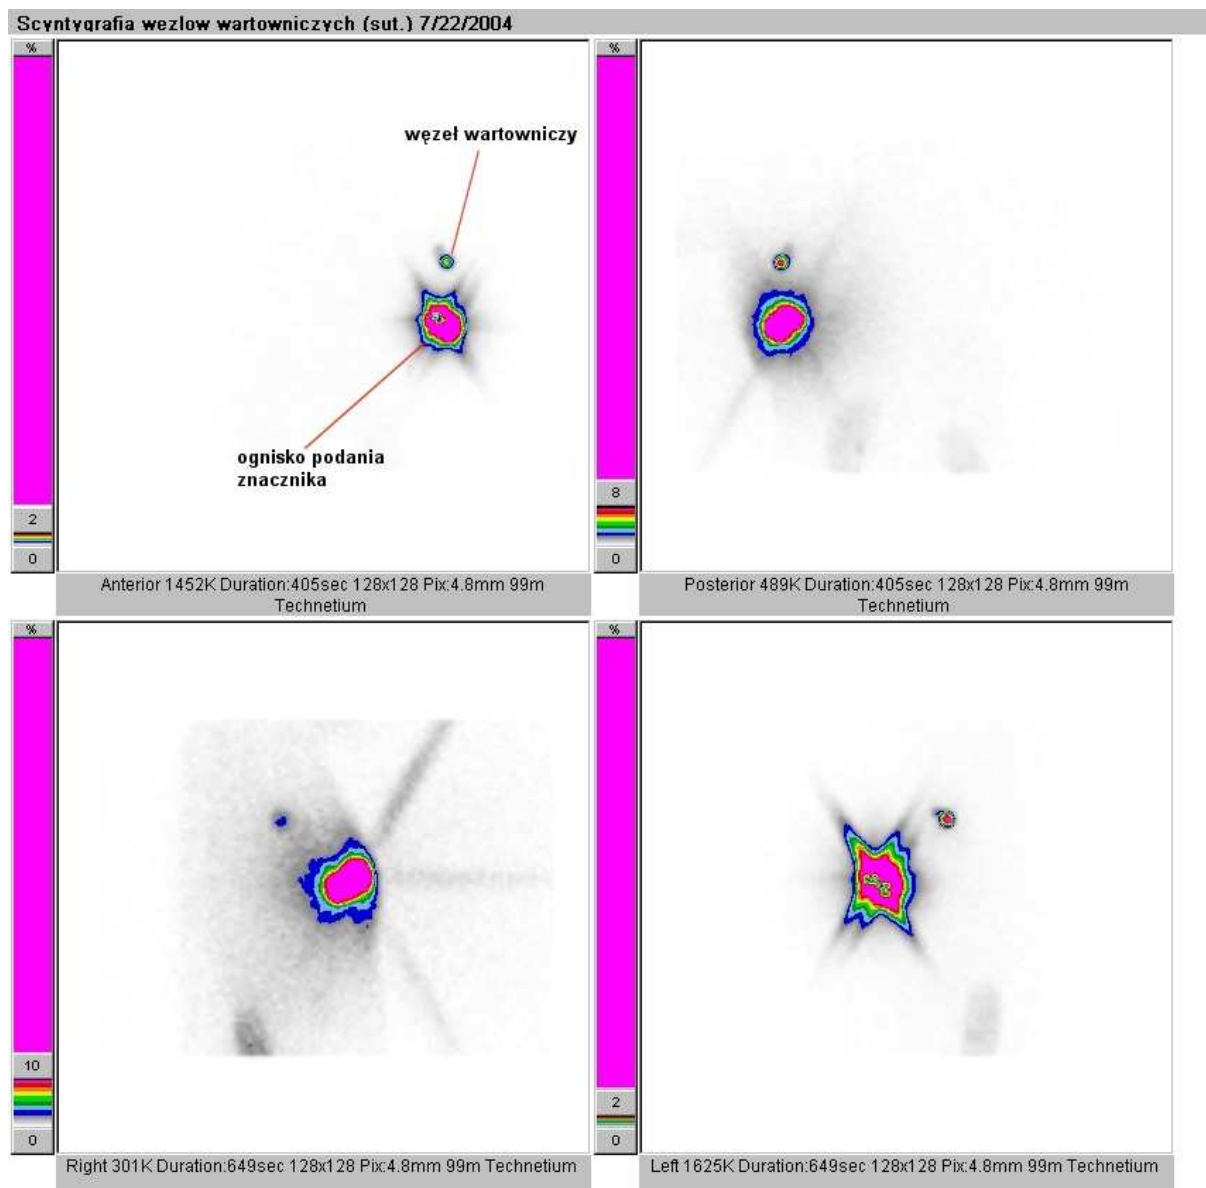 Scyntygrafia wezlow wartowniczych (sut.) 7/22/2004
%
2
0
węzeł wartowniczy
ognisko podania
znacznika
Anterior 1452K Duration:405sec 128x128 Pix:4.8mm 99m
Technetium
%
8
0
Posterior 489K Duration:405sec 128x128 Pix:4.8mm 99m
Technetium
%
10
0
Right 301K Duration:649sec 128x128 Pix:4.8mm 99m Technetium
%
2
0
Left 1625K Duration:649sec 128x128 Pix:4.8mm 99m Technetium